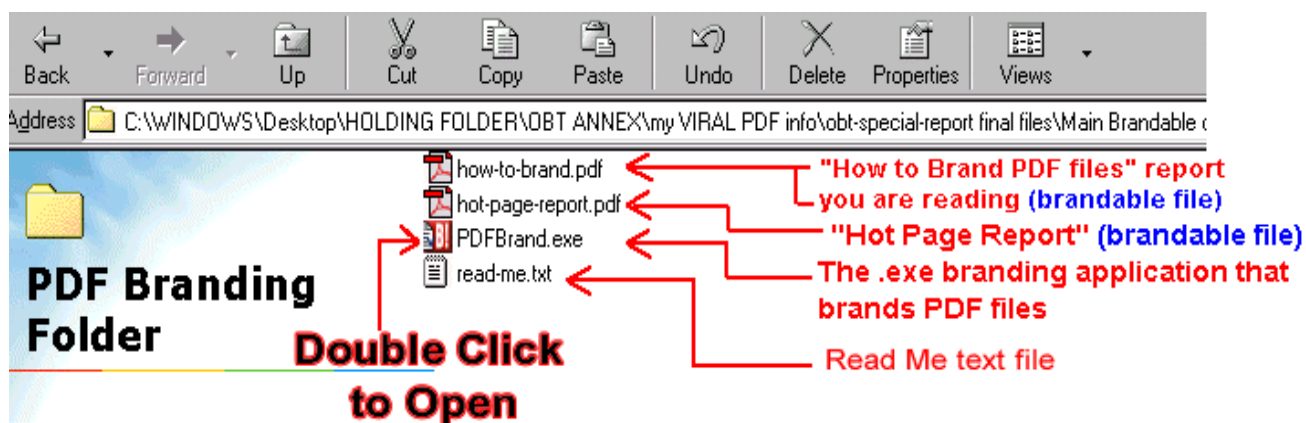 Back Forward Up Cut Copy Paste Undo Delete Properties Views
Address C:\WINDOWS\Desktop\HOLDING FOLDER\OBT ANNEX\my VIRAL PDF info\obt-special-report final files\Main Brandable
PDF Branding
Folder
how-to-brand.pdf
hot-page-report.pdf
PDFBrand.exe
read-me.txt
"How to Brand PDF files" report
you are reading (brandable file)
"Hot Page Report" (brandable file)
The .exe branding application that
brands PDF files
Read Me text file
Double Click
to Open